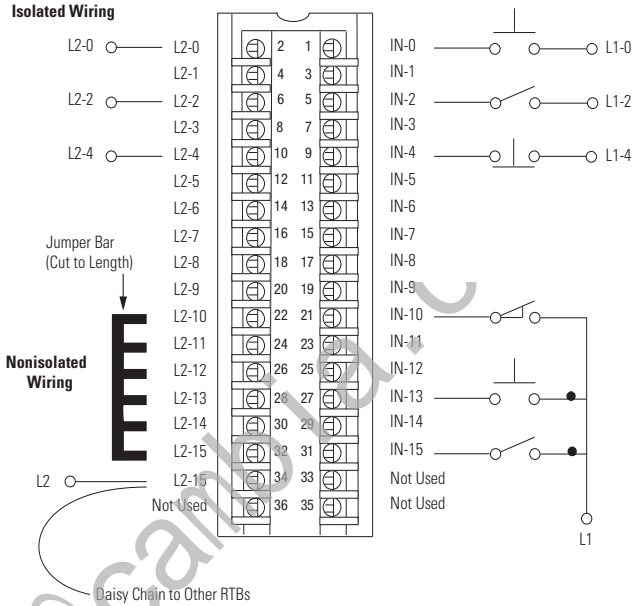 Isolated Wiring
L2-0 L2-0 2 1 IN-0 L1-0
L2-1 4 3 IN-1
L2-2 L2-2 6 5 IN-2 L1-2
L2-3 8 7 IN-3
L2-4 L2-4 10 9 IN-4 L1-4
L2-5 12 11 IN-5
L2-6 14 13 IN-6
L2-7 16 15 IN-7
Jumper Bar
(Cut to Length)
L2-8 18 17 IN-8
L2-9 20 19 IN-9
L2-10 22 21 IN-10
L2-11 24 23 IN-11
Nonisolated
Wiring
L2-12 26 25 IN-12
L2-13 28 27 IN-13
L2-14 30 29 IN-14
L2-15 32 31 IN-15
L2 L2-15 34 33 Not Used
Not Used 36 35 Not Used
L1
Daisy Chain to Other RTBs